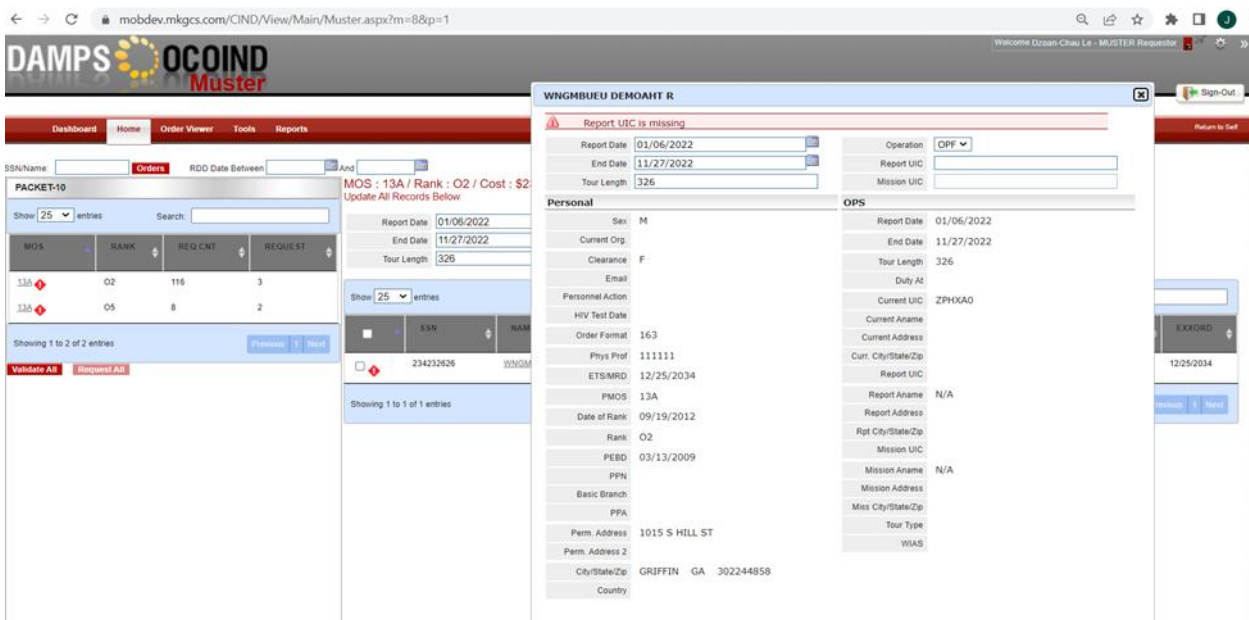 mobdev.mkgcs.com/CIND/View/Main/Muster.aspx?m=8&p=1
J
DAMPS OCOIND
Muster
Welcome Dzoan-Chau Le - MUSTER Requestor
Sign-Out
Dashboard Home Order Viewer Tools Reports
Return to Self
SSN/Name: Orders RDD Date Between And
PACKET-10
Show 25 entries Search:
MOS RANK REQ CNT REQUEST
13A O2 116 3
13A O5 8 2
Showing 1 to 2 of 2 entries Previous 1 Next
Validate All Request All
MOS : 13A / Rank : O2 / Cost :
Update All Records Below
Report Date 01/06/2022
End Date 11/27/2022
Tour Length 326
Show 25 entries
SSN EXXORD
234232626 12/25/2034
Showing 1 to 1 of 1 entries 1 Next
WNGMBUEU DEMOAHT R
Report UIC is missing
Report Date 01/06/2022 Operation OPF
End Date 11/27/2022 Report UIC
Tour Length 326 Mission UIC
Personal
Sex M
Current Org.
Clearance F
Email
Personnel Action
HIV Test Date
Order Format 163
Phys Prof 111111
ETS/MRD 12/25/2034
PMOS 13A
Date of Rank 09/19/2012
Rank O2
PEBD 03/13/2009
PPN
Basic Branch
PPA
Perm. Address 1015 S HILL ST
Perm. Address 2
City/State/Zip GRIFFIN GA 302244858
Country
OPS
Report Date 01/06/2022
End Date 11/27/2022
Tour Length 326
Duty At
Current UIC ZPHXA0
Current Aname
Current Address
Curr. City/State/Zip
Report UIC
Report Aname N/A
Report Address
Rpt City/State/Zip
Mission UIC
Mission Aname N/A
Mission Address
Miss City/State/Zip
Tour Type
WIAS